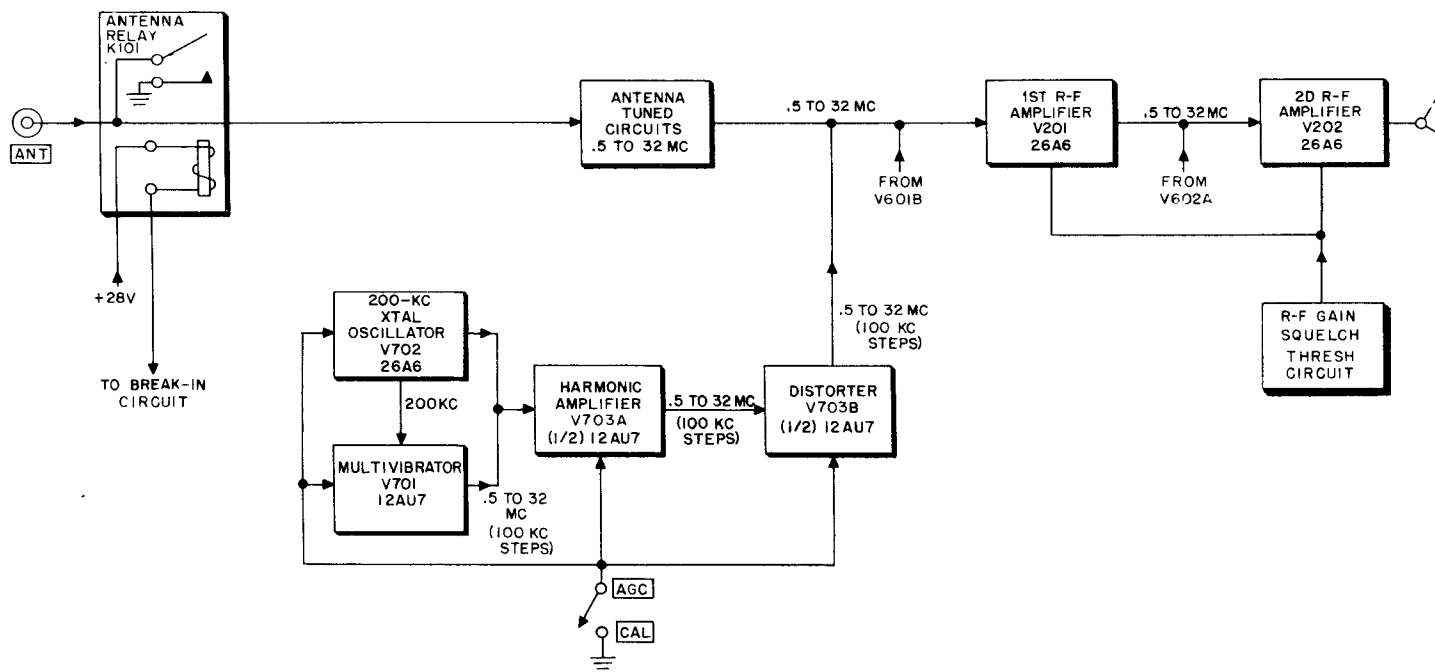 ANTENNA
RELAY
K101
ANT
+28V
TO BREAK-IN
CIRCUIT
ANTENNA
TUNED
CIRCUITS
.5 TO 32 MC
.5 TO 32 MC
FROM
V601B
1ST R-F
AMPLIFIER
V201
26A6
.5 TO 32MC
FROM
V602A
2D R-F
AMPLIFIER
V202
26A6
R-F GAIN
SQUELCH
THRESH
CIRCUIT
200-KC
XTAL
OSCILLATOR
V702
26A6
200KC
MULTIVIBRATOR
V701
12AU7
.5 TO 32
MC
(100 KC
STEPS)
HARMONIC
AMPLIFIER
V703A
(1/2) 12AU7
.5 TO 32 MC
(100 KC
STEPS)
DISTORTER
V703B
(1/2) 12AU7
.5 TO 32 MC
(100 KC
STEPS)
AGC
CAL